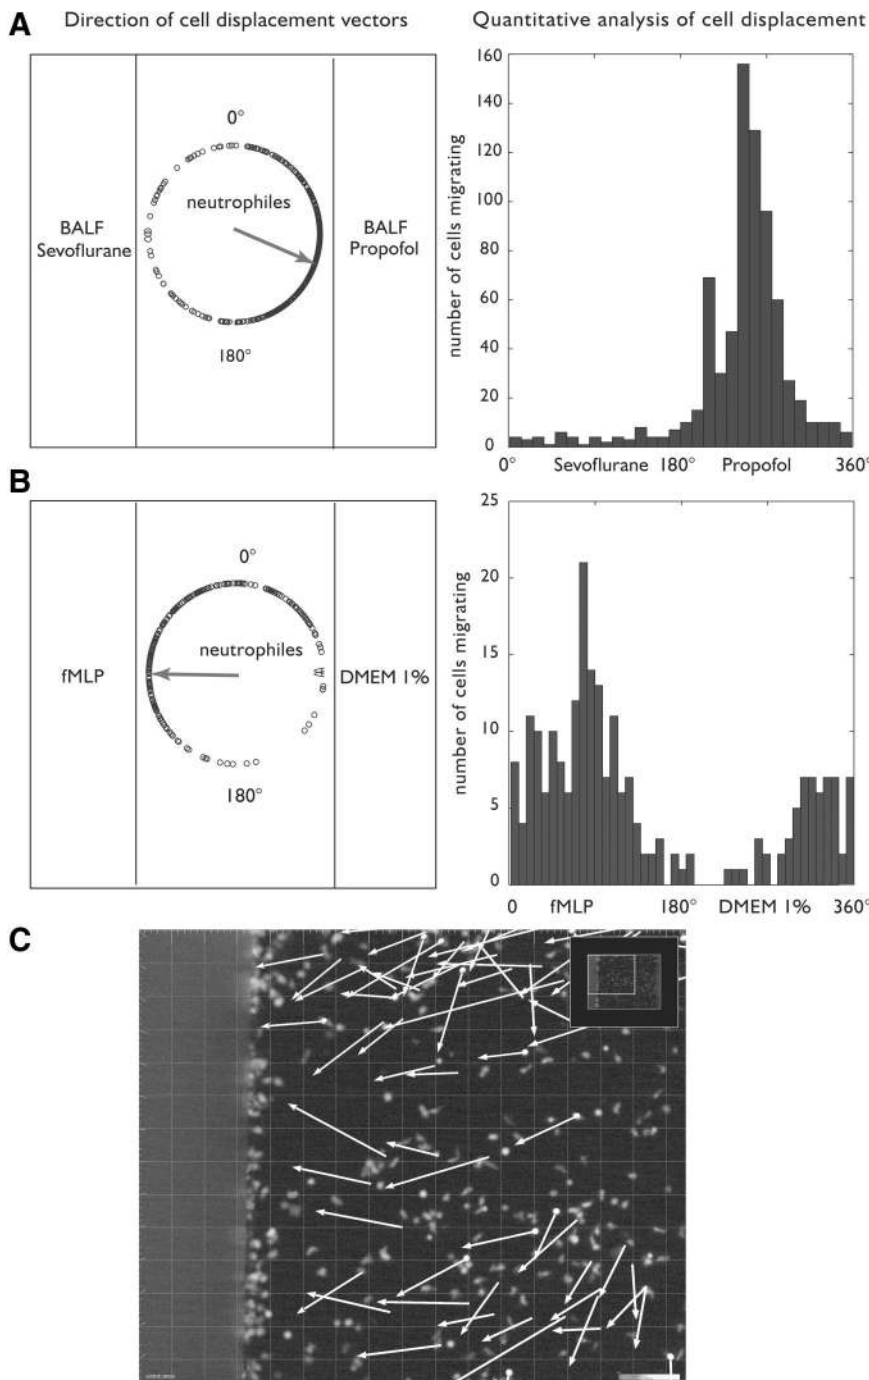 A
Direction of cell displacement vectors
Quantitative analysis of cell displacement
0°
neutrophiles
BALF
Sevoflurane
BALF
Propofol
180°
number of cells migrating
160
140
120
100
80
60
40
20
0
0° Sevoflurane 180° Propofol 360°
B
0°
neutrophiles
fMLP
DMEM 1%
180°
number of cells migrating
25
20
15
10
5
0
0 fMLP 180° DMEM 1% 360°
C